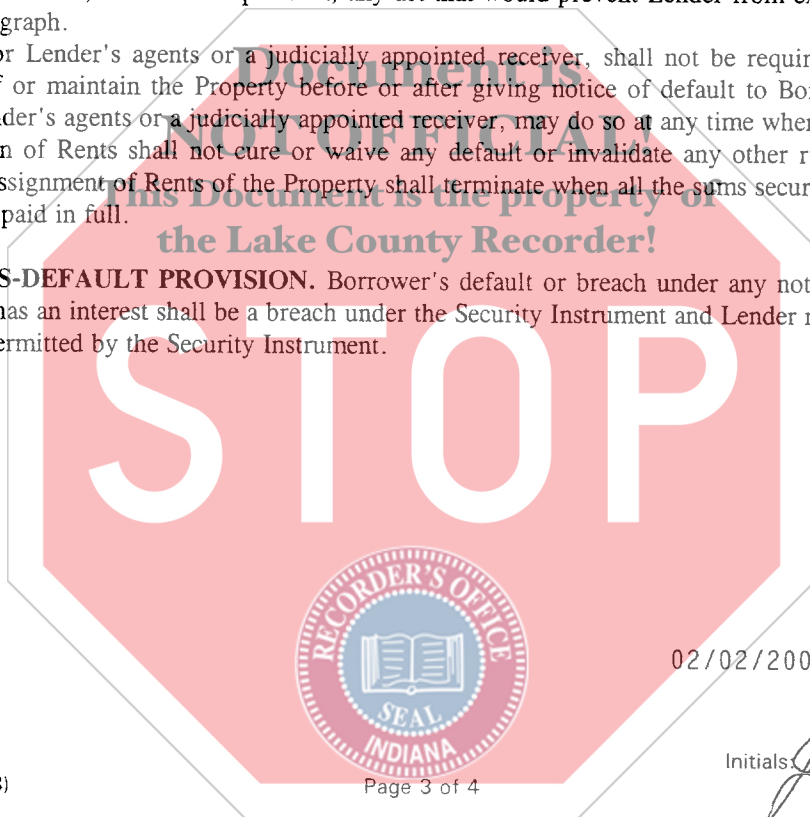 graph.
or Lender's agents or a judicially appointed receiver, shall not be requir
or maintain the Property before or after giving notice of default to Bo
der's agents or a judicially appointed receiver, may do so at any time whe
n of Rents shall not cure or waive any default or invalidate any other r
ssignment of Rents of the Property shall terminate when all the sums secur
paid in full.
Document is
NOT OFFICIAL!
This Document is the property of
the Lake County Recorder!
S-DEFAULT PROVISION. Borrower's default or breach under any not
has an interest shall be a breach under the Security Instrument and Lender
ermitted by the Security Instrument.
STOP
RECORDER'S OFFICE
SEAL
INDIANA
02/02/200
Initials:
Page 3 of 4